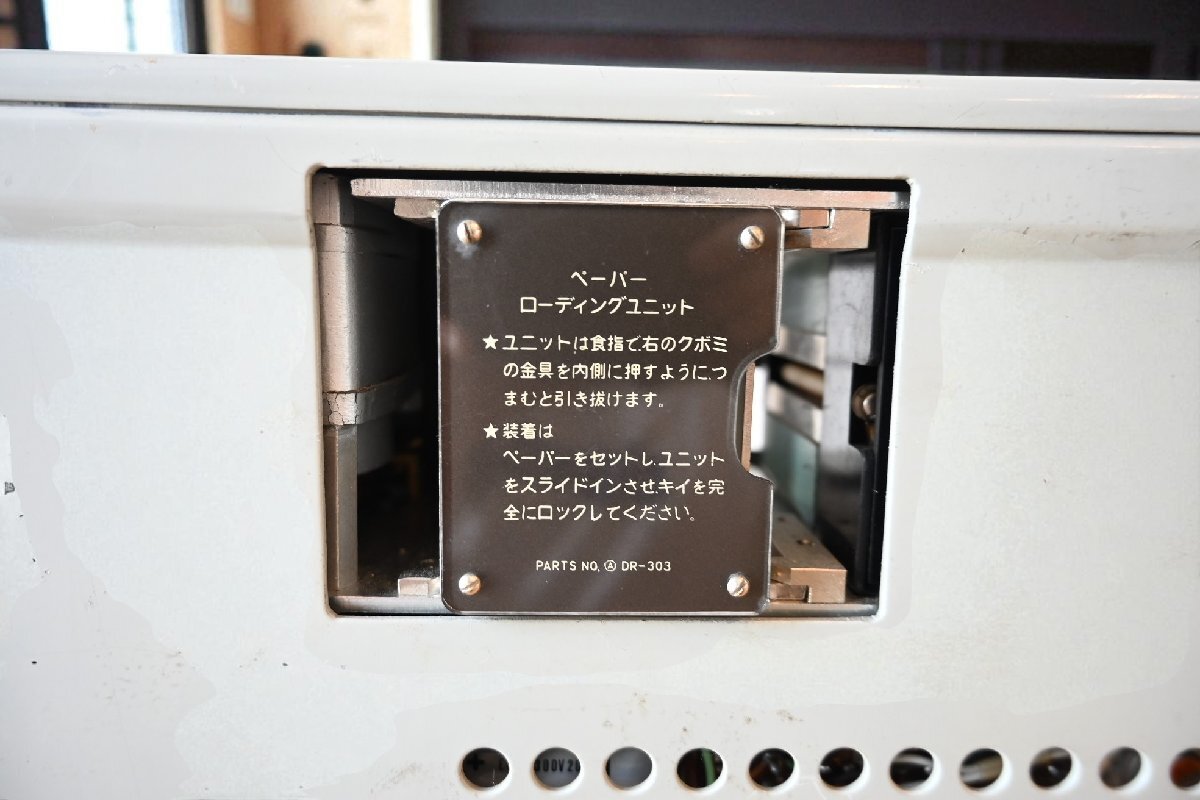 ペーパー
ローディングユニット
★ユニットは食指で、右のクボミ
の金具を内側に押すように、つ
まむと引き抜けます。
★装着は
ペーパーをセットし、ユニット
をスライドインさせ、キイを完
全にロックしてください。
PARTS NO. Ⓐ DR-303